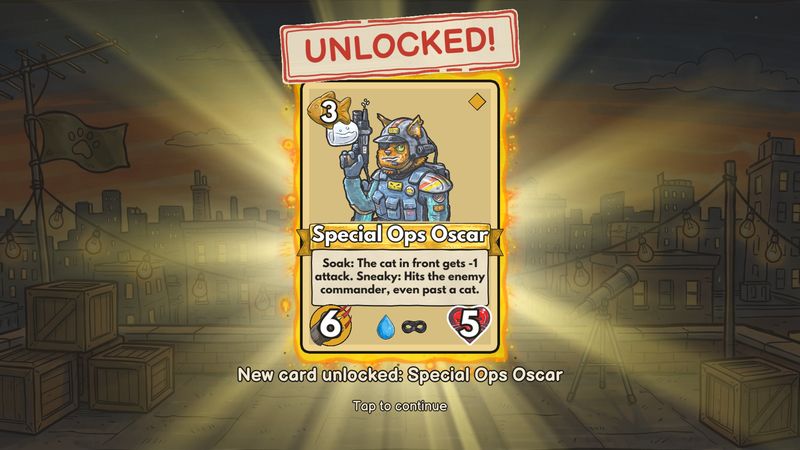 UNLOCKED!
3
Special Ops Oscar
Soak: The cat in front gets -1
attack. Sneaky: Hits the enemy
commander, even past a cat.
6
5
New card unlocked: Special Ops Oscar
Tap to continue